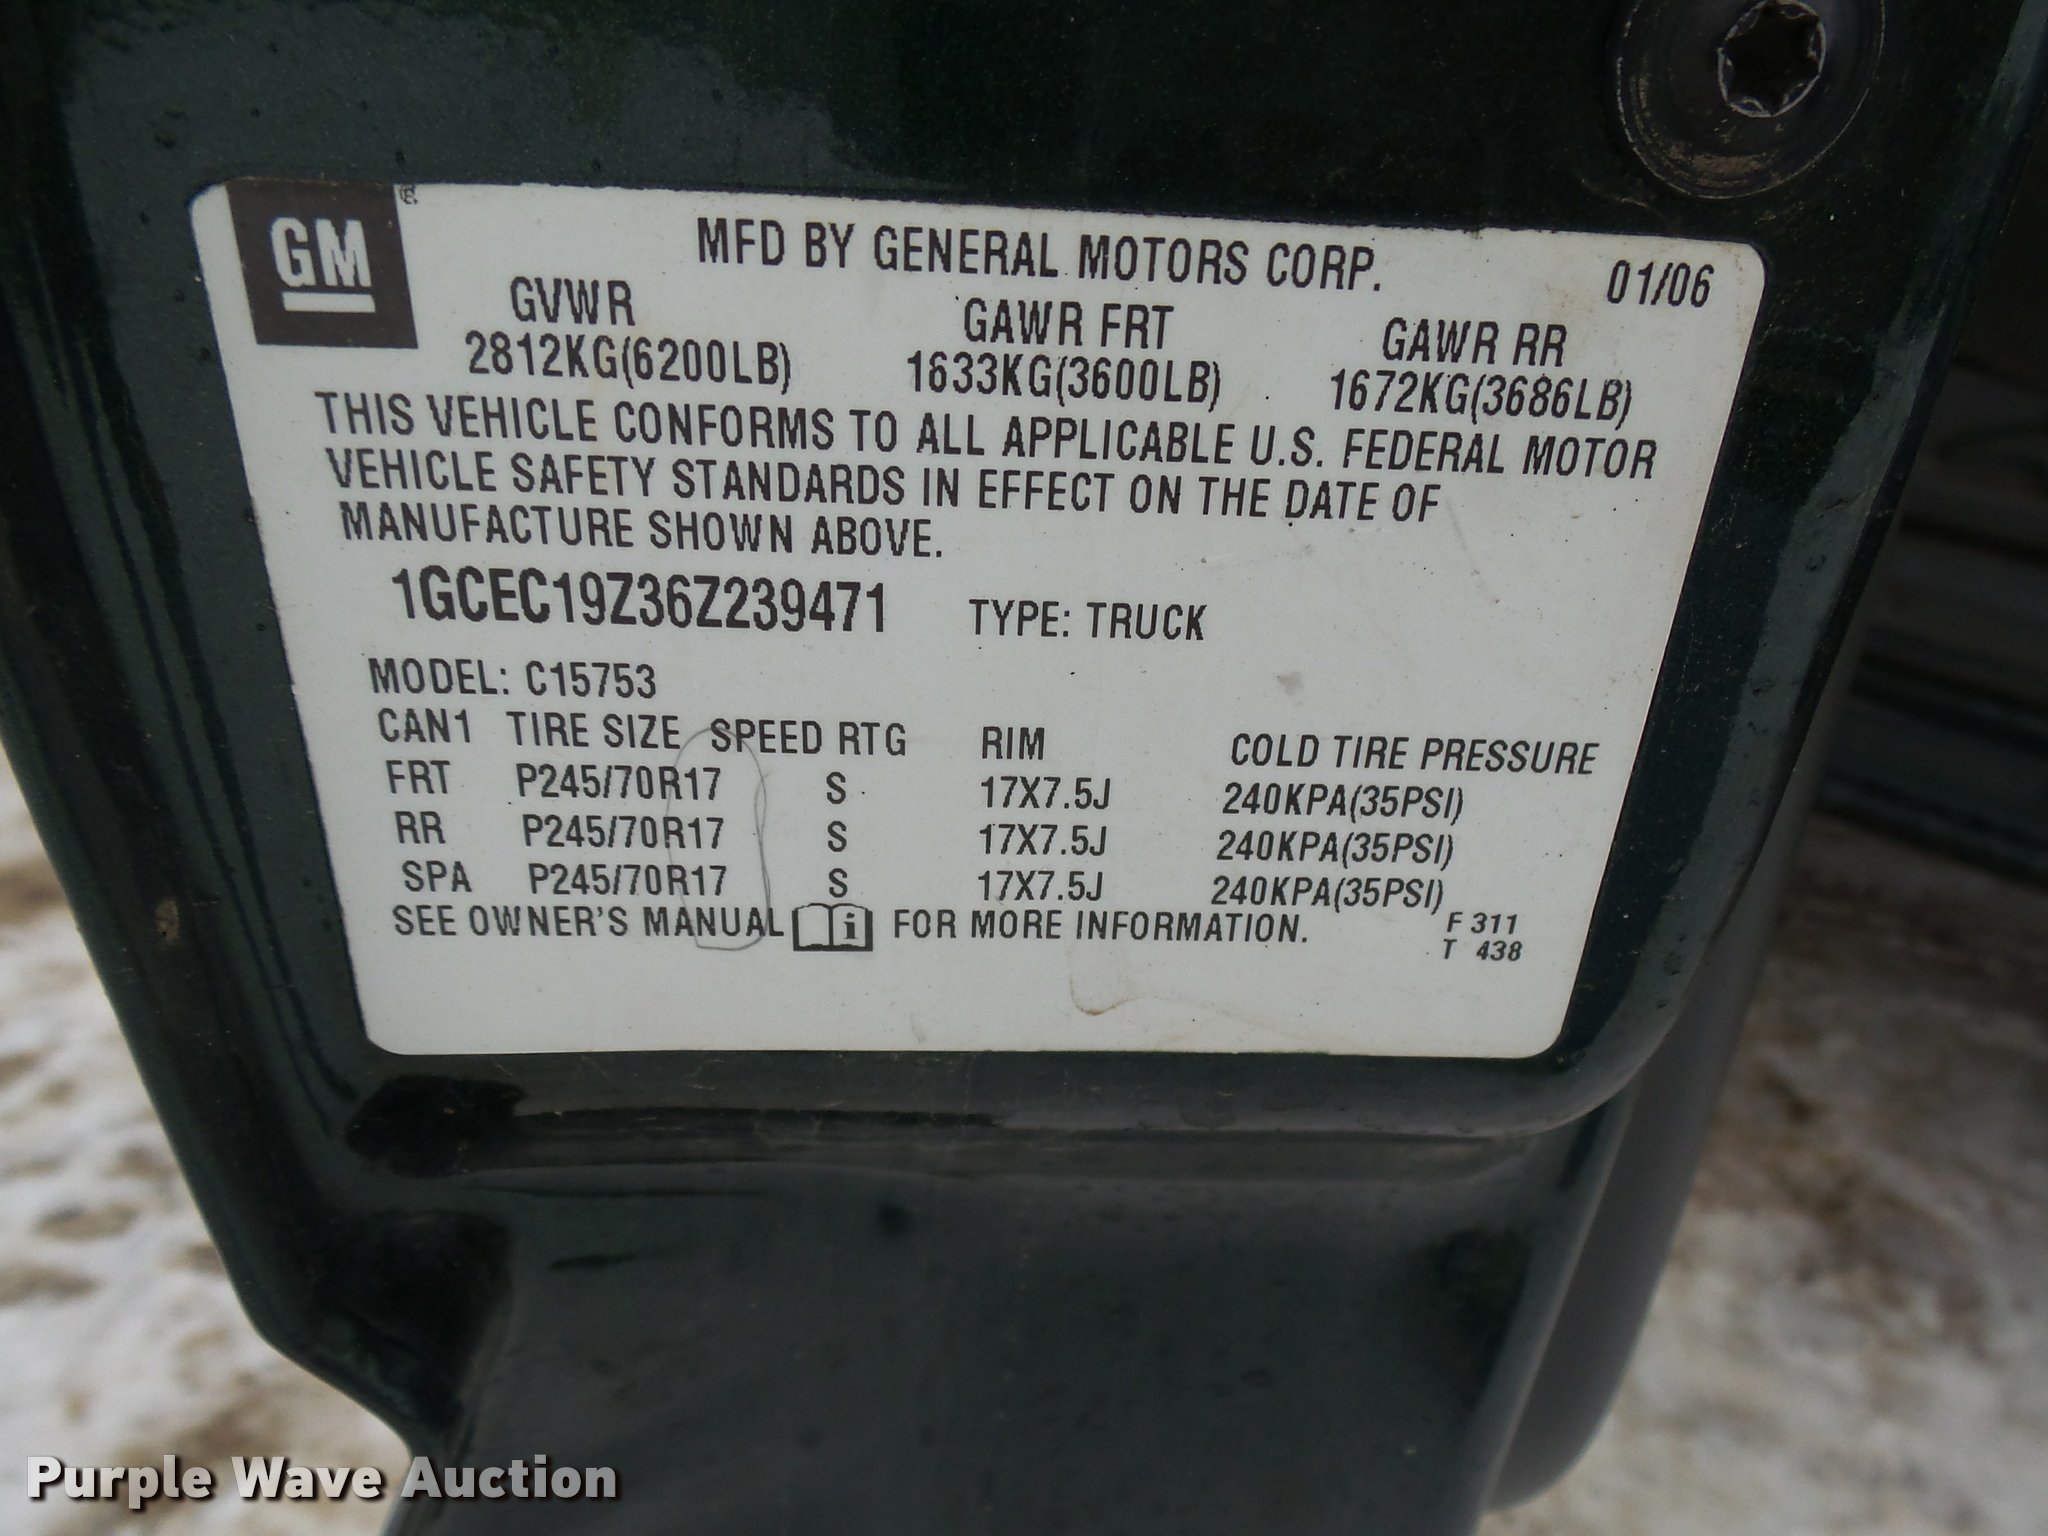 GM
MFD BY GENERAL MOTORS CORP. 01/06
GVWR GAWR FRT GAWR RR
2812KG(6200LB) 1633KG(3600LB) 1672KG(3686LB)
THIS VEHICLE CONFORMS TO ALL APPLICABLE U.S. FEDERAL MOTOR
VEHICLE SAFETY STANDARDS IN EFFECT ON THE DATE OF
MANUFACTURE SHOWN ABOVE.
1GCEC19Z36Z239471 TYPE: TRUCK
MODEL: C15753
CAN1 TIRE SIZE SPEED RTG RIM COLD TIRE PRESSURE
FRT P245/70R17 S 17X7.5J 240KPA(35PSI)
RR P245/70R17 S 17X7.5J 240KPA(35PSI)
SPA P245/70R17 S 17X7.5J 240KPA(35PSI)
SEE OWNER'S MANUAL i FOR MORE INFORMATION.
F 311
T 438
Purple Wave Auction